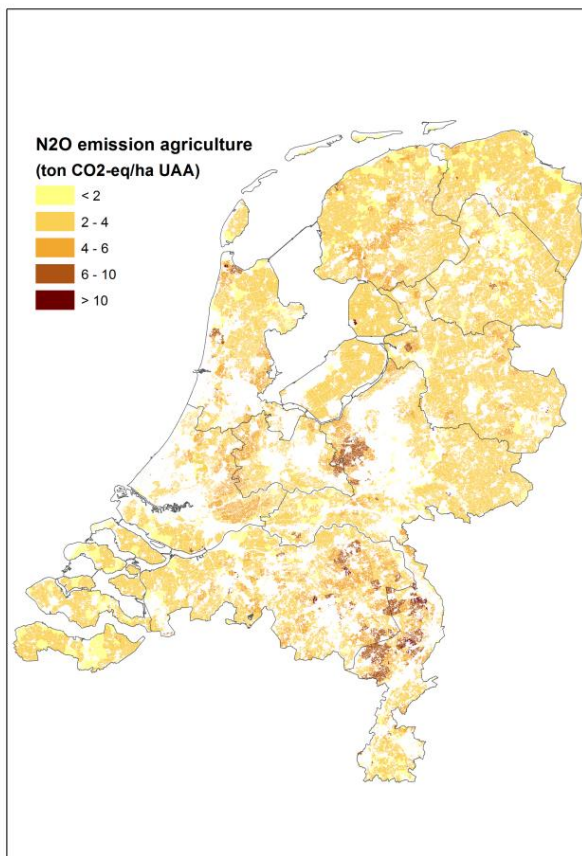 N2O emission agriculture
(ton CO2-eq/ha UAA)
< 2
2 - 4
4 - 6
6 - 10
> 10